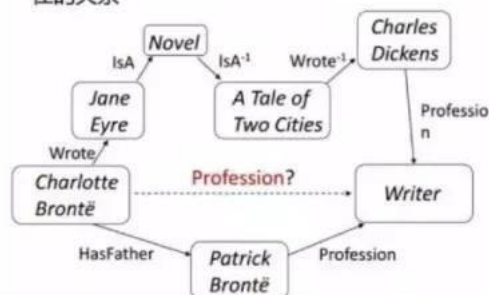 Novel
Charles
Dickens
IsA
IsA-1
Wrote-1
Jane
Eyre
A Tale of
Two Cities
Professio
n
Wrote
Charlotte
Brontë
Profession?
Writer
HasFather
Patrick
Brontë
Profession